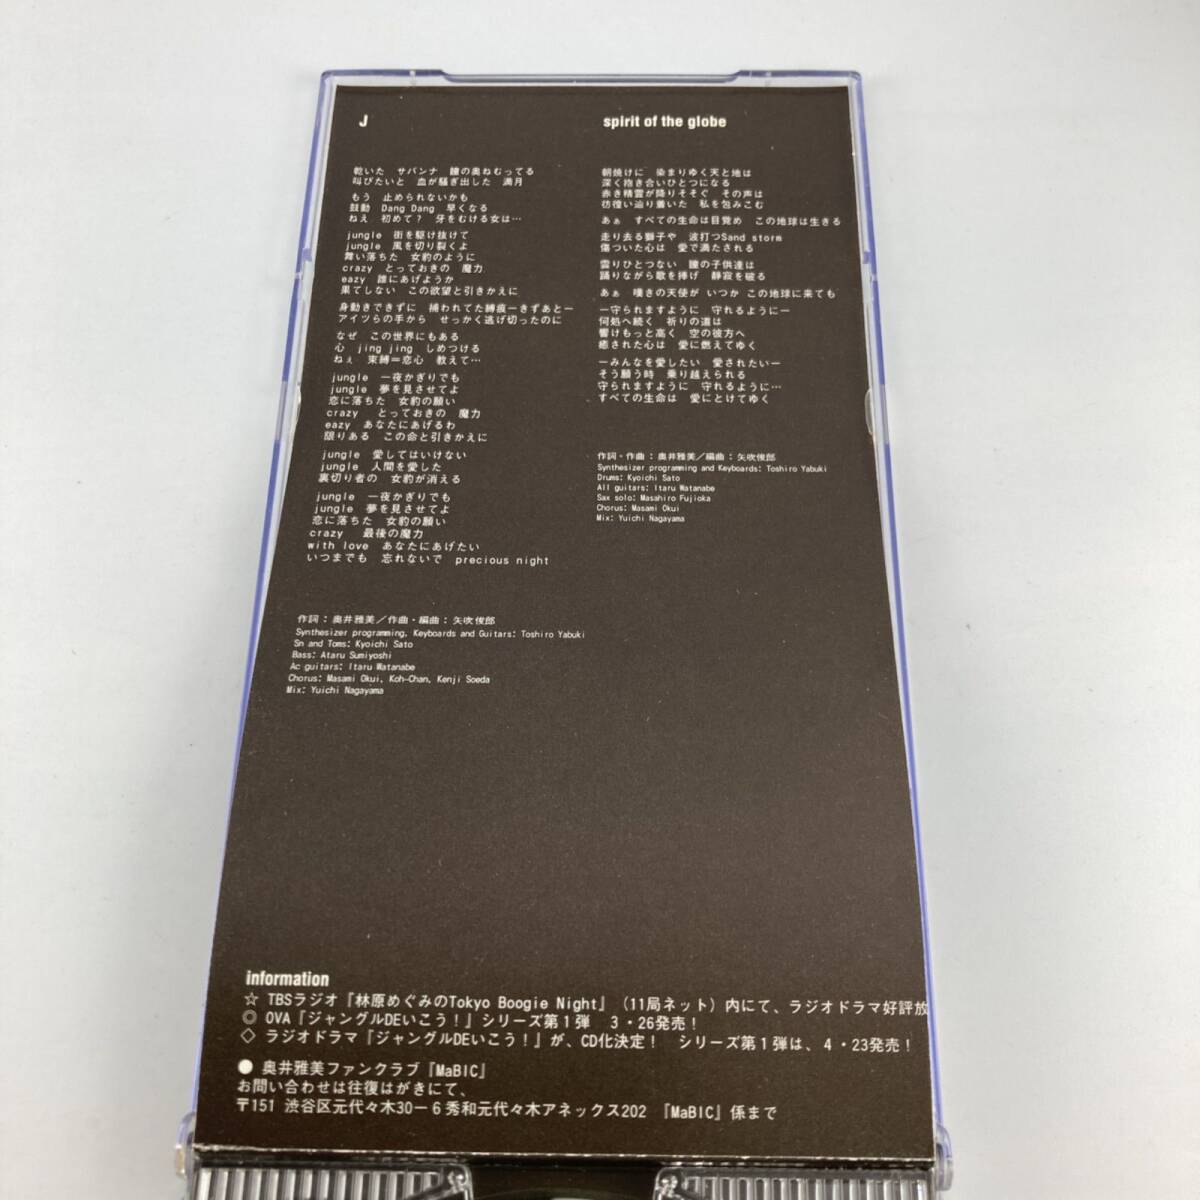 J
乾いた サバンナ 瞳の奥ねむってる
叫びたいと 血が騒ぎ出した 満月
もう 止められないかも
鼓動 Dang Dang 早くなる
ねえ 初めて? 牙をむける女は…
jungle 街を駆け抜けて
jungle 風を切り裂くよ
舞い落ちた 女豹のように
crazy とっておきの 魔力
eazy 誰にあげようか
果てしない この欲望と引きかえに
身動きできずに 捕われてた縛痕ーきずあとー
アイツらの手から せっかく逃げ切ったのに
なぜ この世界にもある
心 jing jing しめつける
ねぇ 束縛=恋心 教えて…
jungle 一夜かぎりでも
jungle 夢を見させてよ
恋に落ちた 女豹の願い
crazy とっておきの 魔力
eazy あなたにあげるわ
限りある この命と引きかえに
jungle 愛してはいけない
jungle 人間を愛した
裏切り者の 女豹が消える
jungle 一夜かぎりでも
jungle 夢を見させてよ
恋に落ちた 女豹の願い
crazy 最後の魔力
with love あなたにあげたい
いつまでも 忘れないで precious night
作詞:奥井雅美/作曲・編曲:矢吹俊郎
Synthesizer programming, Keyboards and Guitars: Toshiro Yabuki
Sn and Toms: Kyoichi Sato
Bass: Ataru Sumiyoshi
Ac guitars: Itaru Watanabe
Chorus: Masami Okui, Koh-Chan, Kenji Soeda
Mix: Yuichi Nagayama
spirit of the globe
朝焼けに 染まりゆく天と地は
深く抱き合いひとつになる
赤き精霊が降りそそぐ その声は
彷徨い辿り着いた 私を包みこむ
あぁ すべての生命は目覚め この地球は生きる
走り去る獅子や 波打つSand storm
傷ついた心は 愛で満たされる
曇りひとつない 瞳の子供達は
踊りながら歌を捧げ 静寂を破る
あぁ 嘆きの天使が いつか この地球に来ても
ー守られますように 守れるようにー
何処へ続く 祈りの道は
響けもっと高く 空の彼方へ
癒された心は 愛に燃えてゆく
ーみんなを愛したい 愛されたいー
そう願う時 乗り越えられる
守られますように 守れるように…
すべての生命は 愛にとけてゆく
作詞・作曲:奥井雅美/編曲:矢吹俊郎
Synthesizer programming and Keyboards: Toshiro Yabuki
Drums: Kyoichi Sato
All guitars: Itaru Watanabe
Sax solo: Masahiro Fujioka
Chorus: Masami Okui
Mix: Yuichi Nagayama
information
☆ TBSラジオ『林原めぐみのTokyo Boogie Night』(11局ネット)内にて、ラジオドラマ好評放
◎ OVA『ジャングルDEいこう!』シリーズ第1弾 3・26発売!
◇ ラジオドラマ『ジャングルDEいこう!』が、CD化決定! シリーズ第1弾は、4・23発売!
● 奥井雅美ファンクラブ『MaBIC』
お問い合わせは往復はがきにて、
〒151 渋谷区元代々木30-6秀和元代々木アネックス202 『MaBIC』係まで